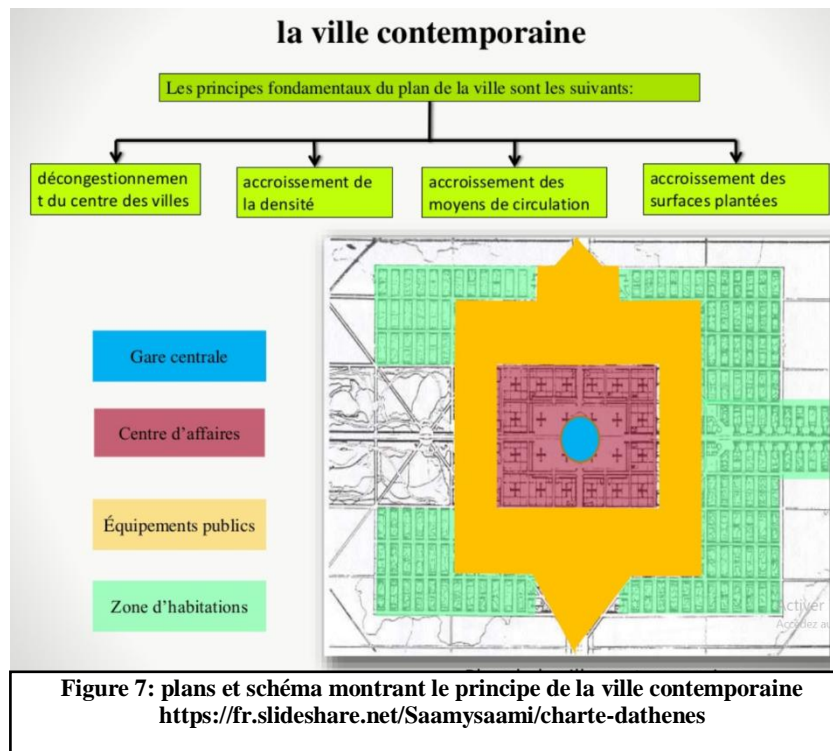 la ville contemporaine
Les principes fondamentaux du plan de la ville sont les suivants:
décongestionnemen
t du centre des villes
accroissement de
la densité
accroissement des
moyens de circulation
accroissement des
surfaces plantées
Gare centrale
Centre d'affaires
Équipements publics
Zone d'habitations
Activer
Accédez au
Figure 7: plans et schéma montrant le principe de la ville contemporaine
https://fr.slideshare.net/Saamysaami/charte-dathenes